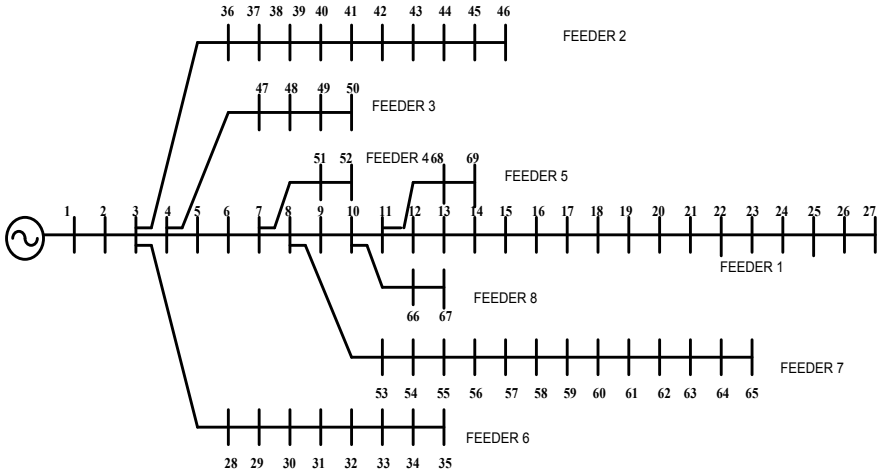 36 37 38 39 40 41 42 43 44 45 46
FEEDER 2
47 48 49 50
FEEDER 3
51 52
FEEDER 4
68 69
FEEDER 5
1 2 3 4 5 6 7 8 9 10 11 12 13 14 15 16 17 18 19 20 21 22 23 24 25 26 27
FEEDER 1
FEEDER 8
66 67
FEEDER 7
53 54 55 56 57 58 59 60 61 62 63 64 65
FEEDER 6
28 29 30 31 32 33 34 35